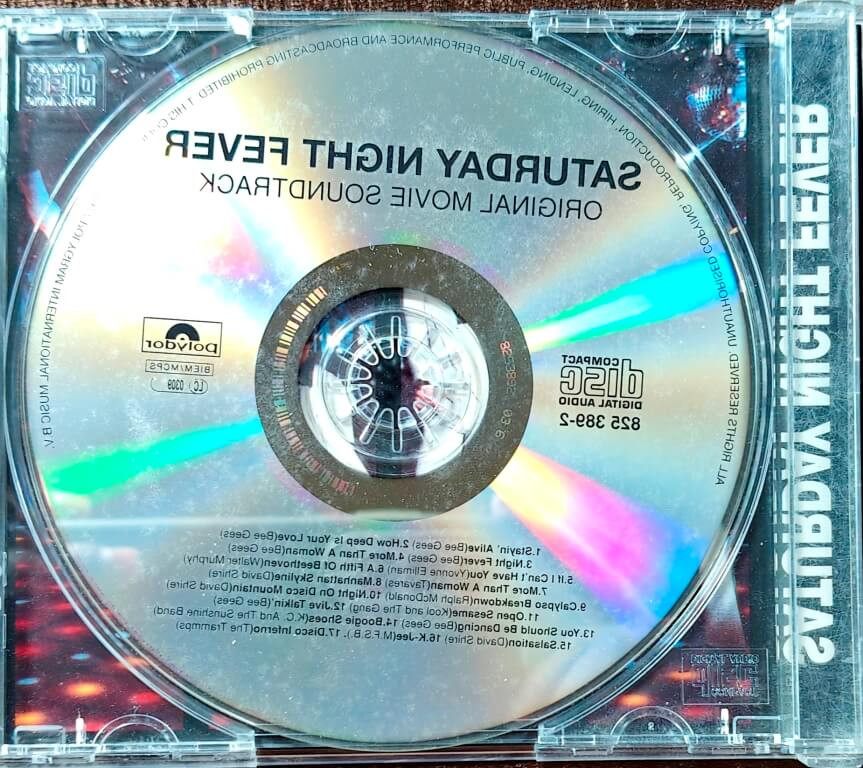 ALL RIGHTS RESERVED. UNAUTHORISED COPYING, REPRODUCTION, HIRING, LENDING, PUBLIC PERFORMANCE AND BROADCASTING PROHIBITED
POLYGRAM INTERNATIONAL MUSIC B.V.
SATURDAY NIGHT FEVER
ORIGINAL MOVIE SOUNDTRACK
COMPACT
disc
DIGITAL AUDIO
825 389-2
polydor
BIEM/MCPS
LC 0309
1.Stayin' Alive(Bee Gees) 2.How Deep Is Your Love(Bee Gees)
3.Night Fever(Bee Gees) 4.More Than A Woman(Bee Gees)
5.If I Can't Have You(Yvonne Elliman) 6.A Fifth Of Beethoven(Walter Murphy)
7.More Than A Woman(Tavares) 8.Manhattan Skyline(David Shire)
9.Calypso Breakdown(Ralph McDonald) 10.Night On Disco Mountain(David Shire)
11.Open Sesame(Kool and The Gang) 12.Jive Talkin'(Bee Gees)
13.You Should Be Dancing(Bee Gees) 14.Boogie Shoes(K.C. And The Sunshine Band)
15.Salsation(David Shire) 16.K-Jee(M.F.S.B.), 17.Disco Inferno(The Trammps)
SATURDAY NIGHT FEVER
disc
disc